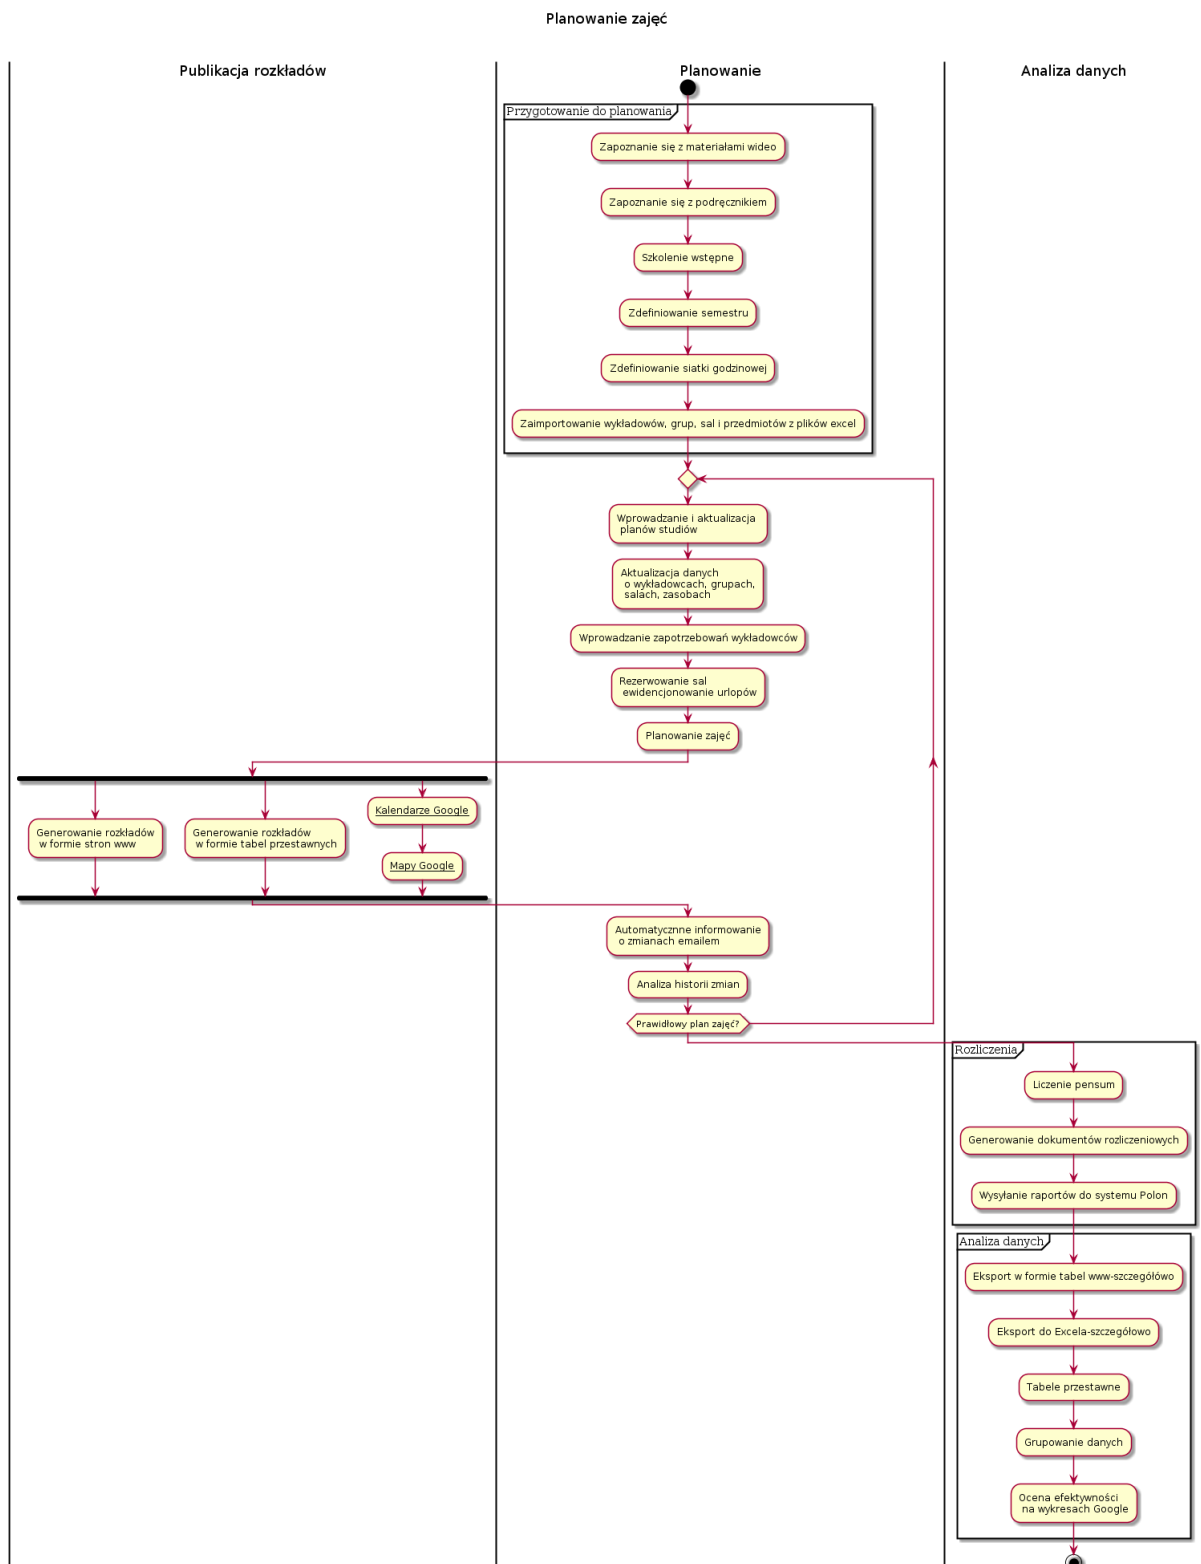 Planowanie zajęć
Publikacja rozkładów
Planowanie
Analiza danych
Przygotowanie do planowania
Zapoznanie się z materiałami wideo
Zapoznanie się z podręcznikiem
Szkolenie wstępne
Zdefiniowanie semestru
Zdefiniowanie siatki godzinowej
Zaimportowanie wykładowów, grup, sal i przedmiotów z plików excel
Wprowadzanie i aktualizacja
planów studiów
Aktualizacja danych
o wykładowcach, grupach,
salach, zasobach
Wprowadzanie zapotrzebowań wykładowców
Rezerwowanie sal
ewidencjonowanie urlopów
Planowanie zajęć
Generowanie rozkładów
w formie stron www
Generowanie rozkładów
w formie tabel przestawnych
Kalendarze Google
Mapy Google
Automatycznne informowanie
o zmianach emailem
Analiza historii zmian
Prawidłowy plan zajęć?
Rozliczenia
Liczenie pensum
Generowanie dokumentów rozliczeniowych
Wysyłanie raportów do systemu Polon
Analiza danych
Eksport w formie tabel www-szczegółówo
Eksport do Excela-szczegółowo
Tabele przestawne
Grupowanie danych
Ocena efektywności
na wykresach Google